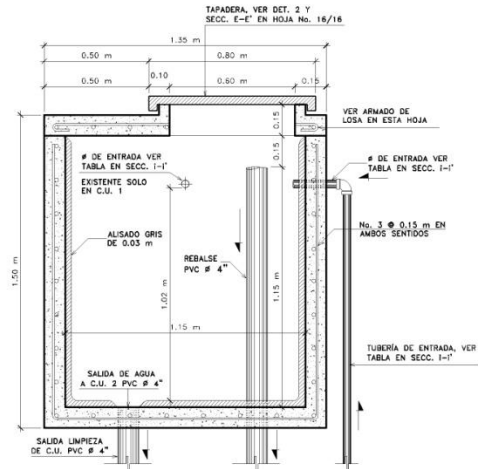 TAPADERA, VER DET. 2 Y
SECC. E-E' EN HOJA No. 16/16
1.35 m
0.50 m
0.80 m
0.50 m
0.10
0.60 m
0.15
VER ARMADO DE
LOSA EN ESTA HOJA
0.15
0.15
Ø DE ENTRADA VER
TABLA EN SECC. I-I'
EXISTENTE SOLO
EN C.U. 1
Ø DE ENTRADA VER
TABLA EN SECC. I-I'
ALISADO GRIS
DE 0.03 m
No. 3 @ 0.15 m EN
AMBOS SENTIDOS
1.50 m
REBALSE
PVC Ø 4"
1.02 m
1.15 m
1.15 m
TUBERÍA DE ENTRADA, VER
TABLA EN SECC. I-I'
SALIDA DE AGUA
A C.U. 2 PVC Ø 4"
SALIDA LIMPIEZA
DE C.U. PVC Ø 4"